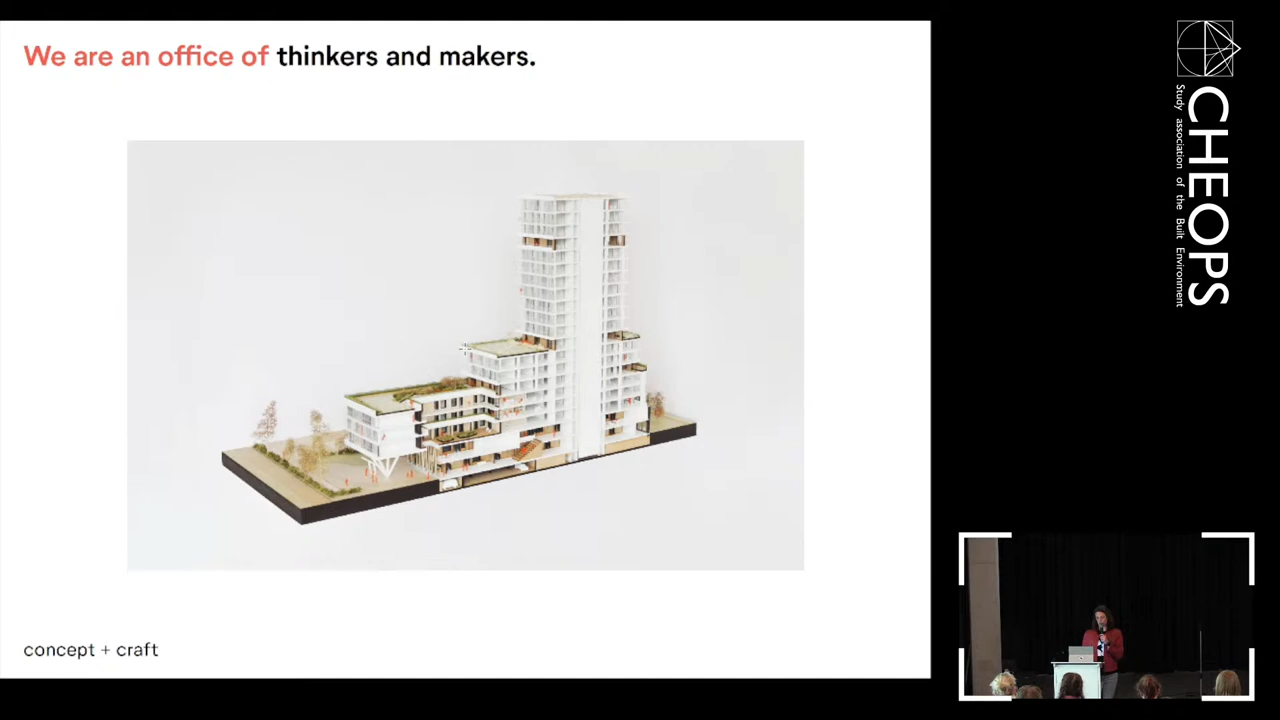 We are an office of thinkers and makers.
concept + craft
CHEOPS
Study association of the Built Environment